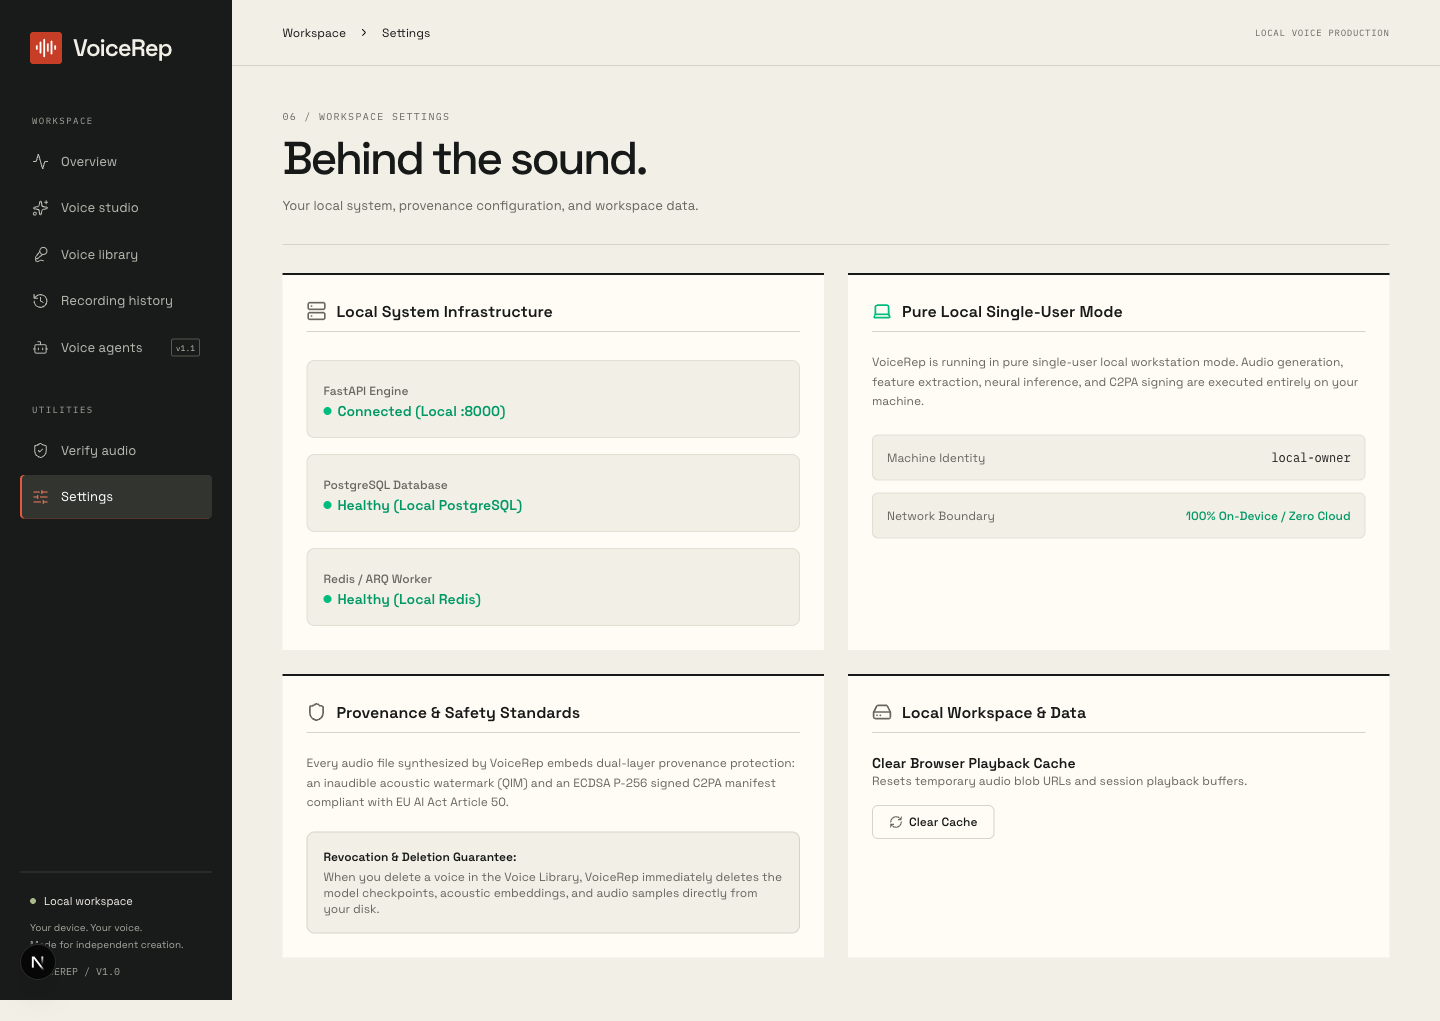 VoiceRep
WORKSPACE
Overview
Voice studio
Voice library
Recording history
Voice agents v1.1
UTILITIES
Verify audio
Settings
Local workspace
Your device. Your voice.
for independent creation.
/ V1.0
Workspace > Settings
LOCAL VOICE PRODUCTION
06 / WORKSPACE SETTINGS
Behind the sound.
Your local system, provenance configuration, and workspace data.
Local System Infrastructure
FastAPI Engine
Connected (Local :8000)
PostgreSQL Database
Healthy (Local PostgreSQL)
Redis / ARQ Worker
Healthy (Local Redis)
Pure Local Single-User Mode
VoiceRep is running in pure single-user local workstation mode. Audio generation,
feature extraction, neural inference, and C2PA signing are executed entirely on your
machine.
Machine Identity local-owner
Network Boundary 100% On-Device / Zero Cloud
Provenance & Safety Standards
Every audio file synthesized by VoiceRep embeds dual-layer provenance protection:
an inaudible acoustic watermark (QIM) and an ECDSA P-256 signed C2PA manifest
compliant with EU AI Act Article 50.
Revocation & Deletion Guarantee:
When you delete a voice in the Voice Library, VoiceRep immediately deletes the
model checkpoints, acoustic embeddings, and audio samples directly from
your disk.
Local Workspace & Data
Clear Browser Playback Cache
Resets temporary audio blob URLs and session playback buffers.
Clear Cache
N